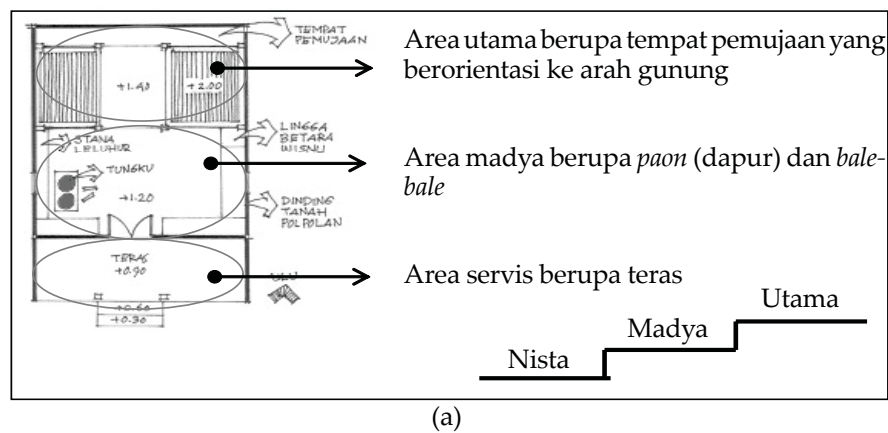 TEMPAT
PEMUJAAN
+1.40
+2.00
Area utama berupa tempat pemujaan yang
berorientasi ke arah gunung
STANA
LELUHUR
LINGGA
BETARA
WISNU
TUNGKU
+1.20
DINDING
TANAH
POLPOLAN
Area madya berupa paon (dapur) dan bale-
bale
TERAS
+0.90
ULU
Area servis berupa teras
+0.60
+0.30
Utama
Madya
Nista
(a)